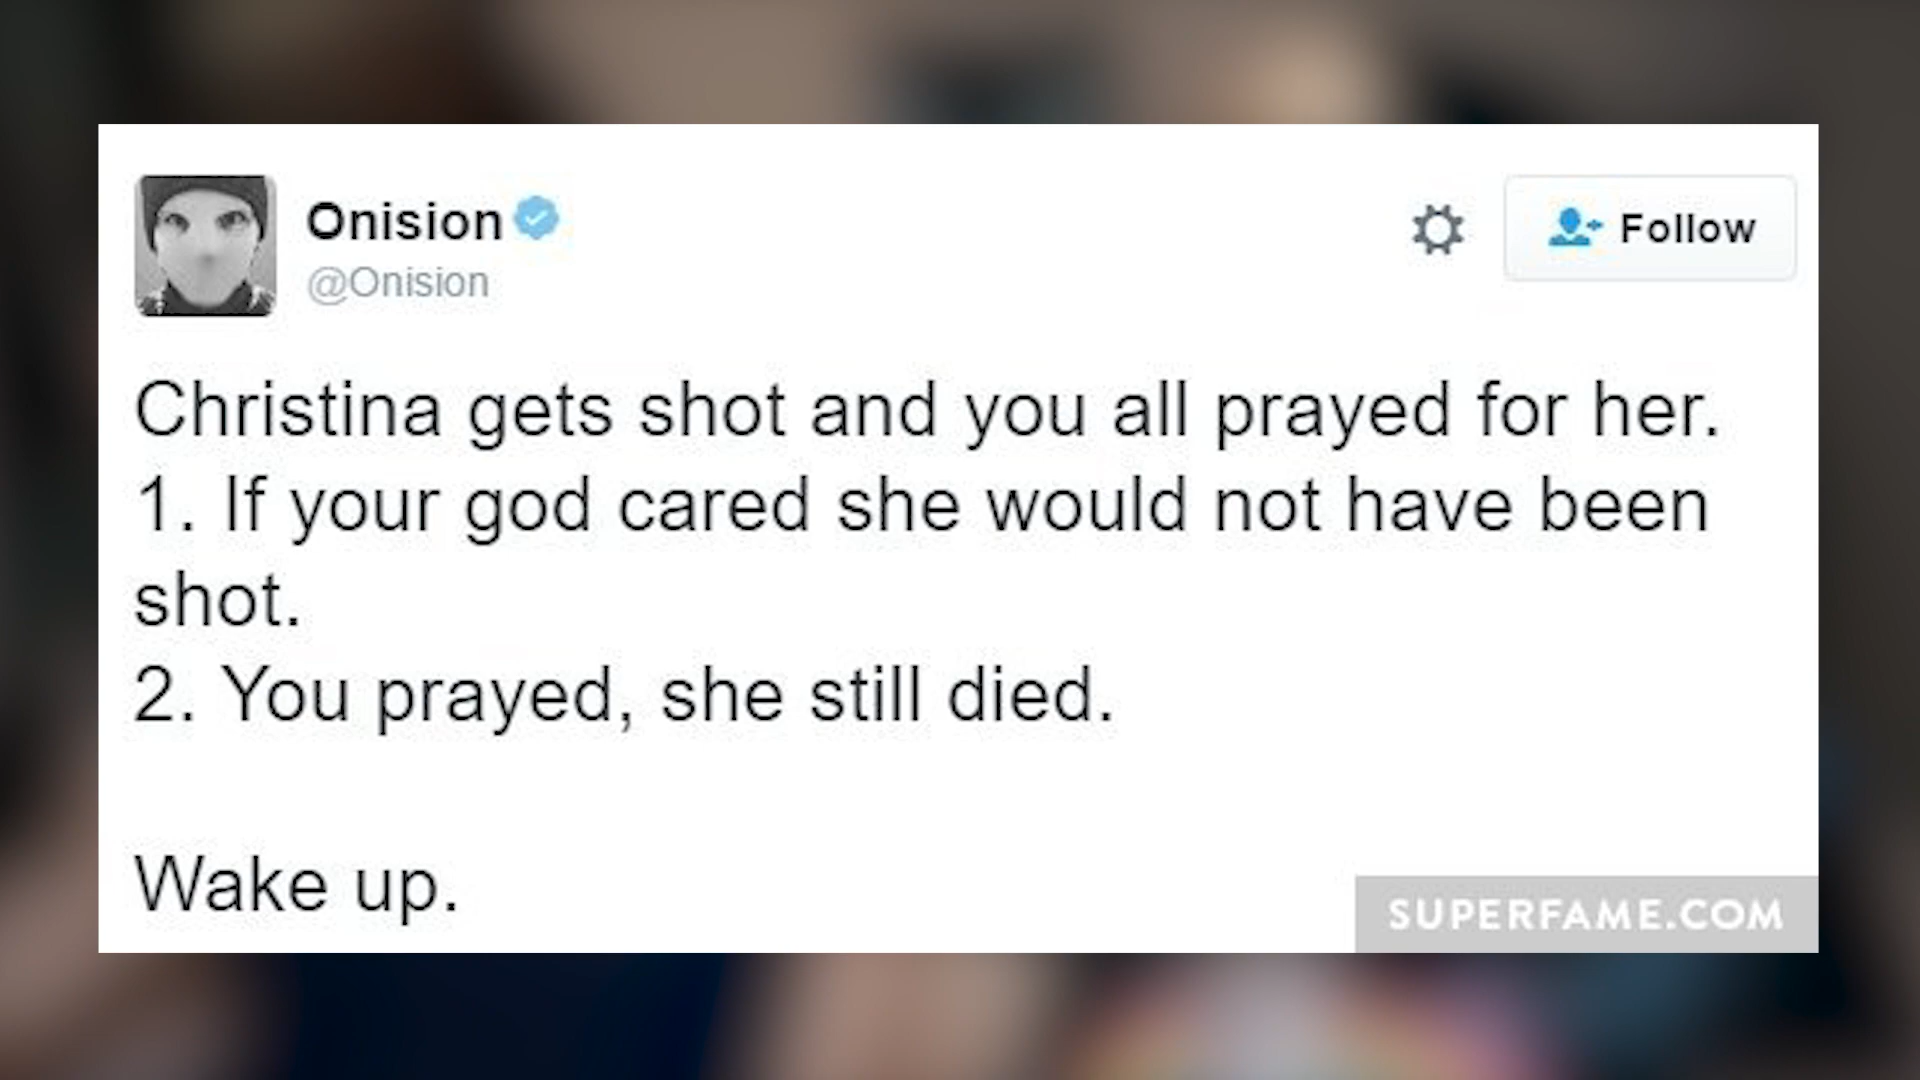 Onision
@Onision
Follow
Christina gets shot and you all prayed for her.
1. If your god cared she would not have been
shot.
2. You prayed, she still died.
Wake up.
SUPERFAME.COM